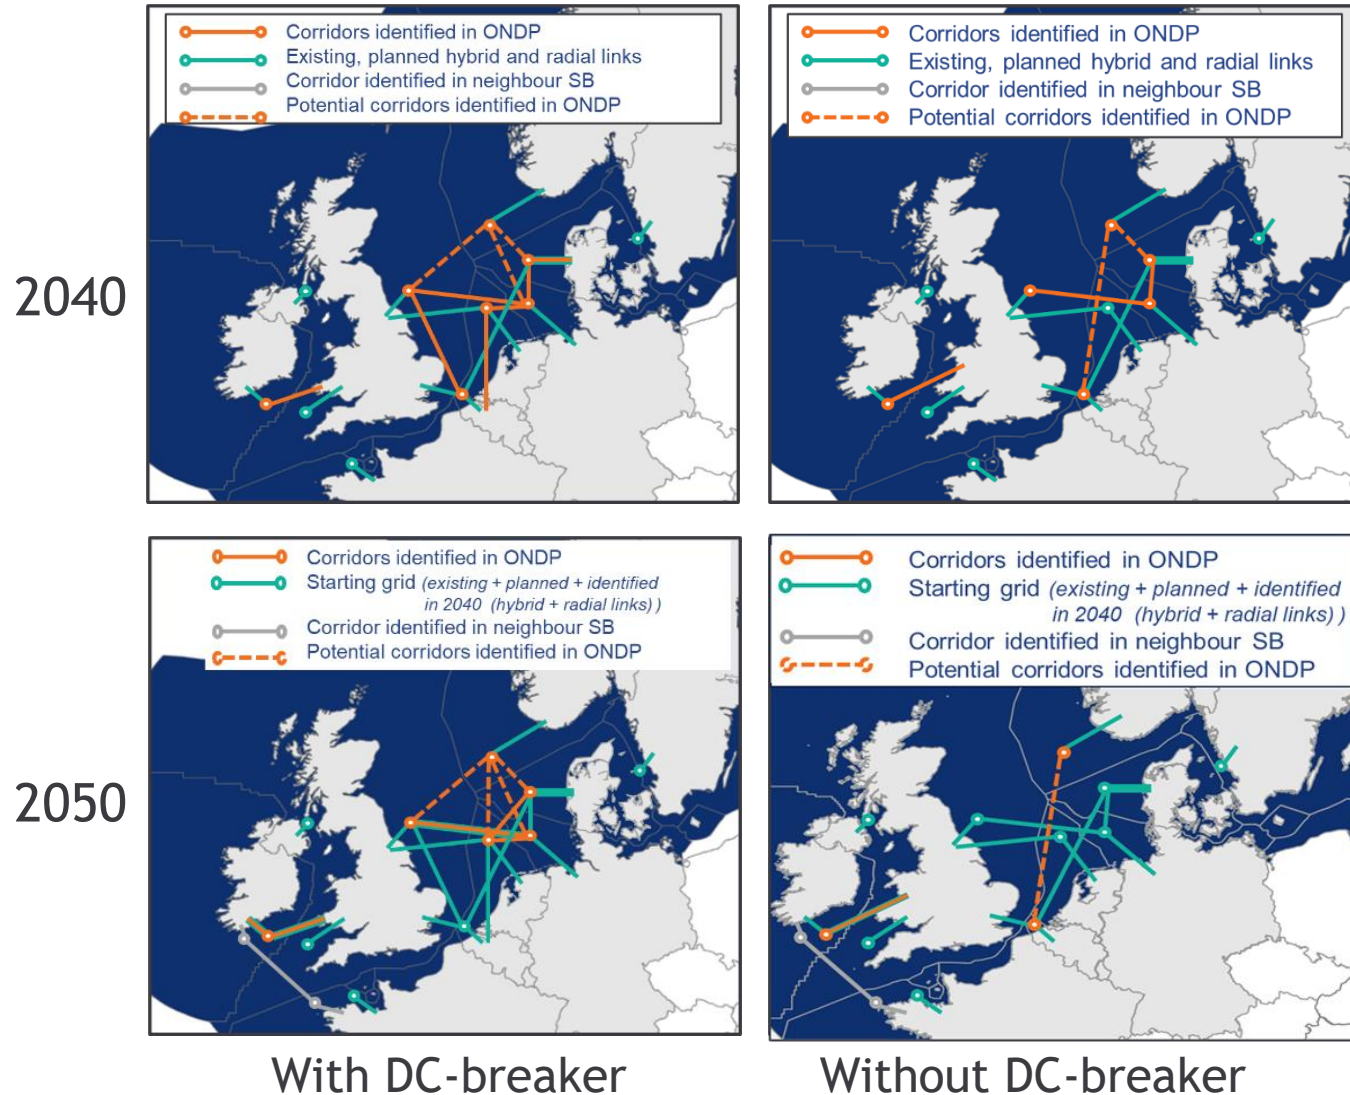 Corridors identified in ONDP
Existing, planned hybrid and radial links
Corridor identified in neighbour SB
Potential corridors identified in ONDP
Corridors identified in ONDP
Existing, planned hybrid and radial links
Corridor identified in neighbour SB
Potential corridors identified in ONDP
2040
Corridors identified in ONDP
Starting grid (existing + planned + identified
in 2040 (hybrid + radial links) )
Corridor identified in neighbour SB
Potential corridors identified in ONDP
Corridors identified in ONDP
Starting grid (existing + planned + identified
in 2040 (hybrid + radial links) )
Corridor identified in neighbour SB
Potential corridors identified in ONDP
2050
With DC-breaker
Without DC-breaker